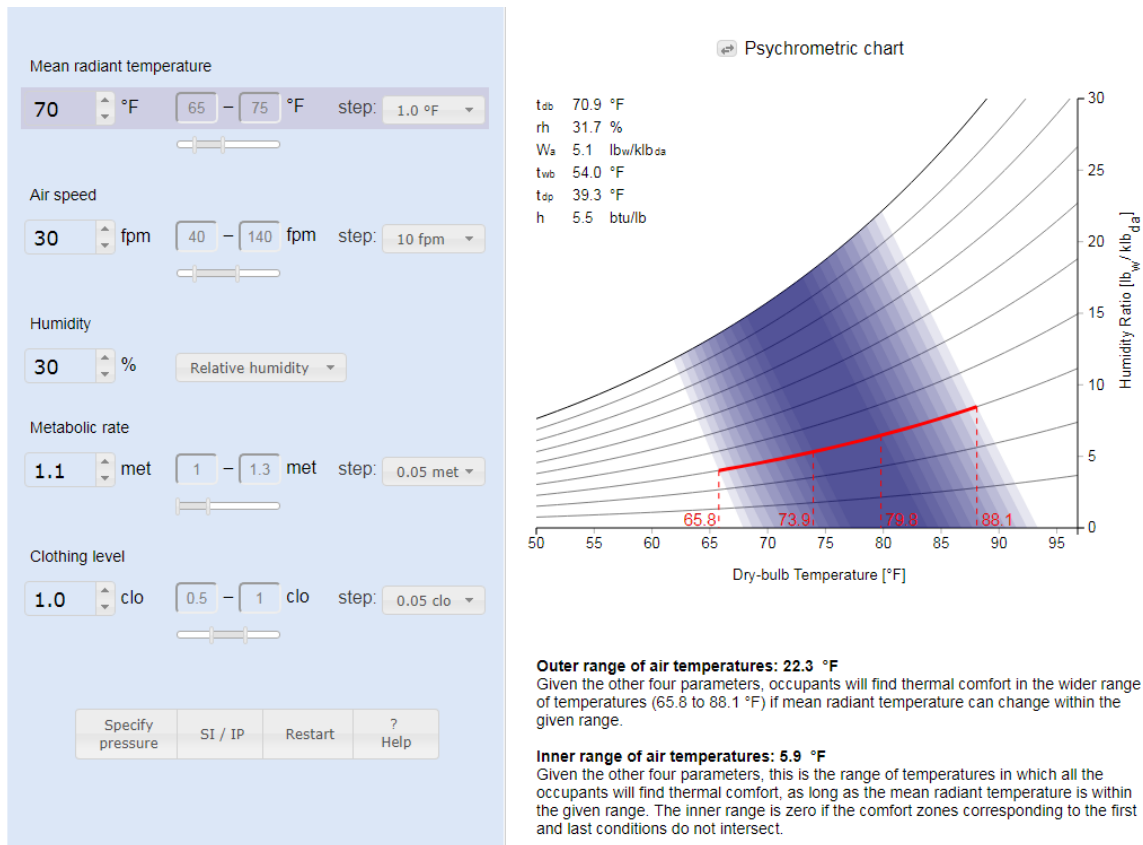 Mean radiant temperature
70 °F 65 – 75 °F step: 1.0 ºF
Air speed
30 fpm 40 – 140 fpm step: 10 fpm
Humidity
30 % Relative humidity
Metabolic rate
1.1 met 1 – 1.3 met step: 0.05 met
Clothing level
1.0 clo 0.5 – 1 clo step: 0.05 clo
Specify pressure
SI / IP
Restart
? Help
Psychrometric chart
tdb 70.9 °F
rh 31.7 %
Wa 5.1 lbw/klbda
twb 54.0 °F
tdp 39.3 °F
h 5.5 btu/lb
30
25
20
15
10
5
0
Humidity Ratio [lbw / klbda]
65.8 73.9 79.8 88.1
50 55 60 65 70 75 80 85 90 95
Dry-bulb Temperature [°F]
Outer range of air temperatures: 22.3 °F
Given the other four parameters, occupants will find thermal comfort in the wider range
of temperatures (65.8 to 88.1 °F) if mean radiant temperature can change within the
given range.
Inner range of air temperatures: 5.9 °F
Given the other four parameters, this is the range of temperatures in which all the
occupants will find thermal comfort, as long as the mean radiant temperature is within
the given range. The inner range is zero if the comfort zones corresponding to the first
and last conditions do not intersect.